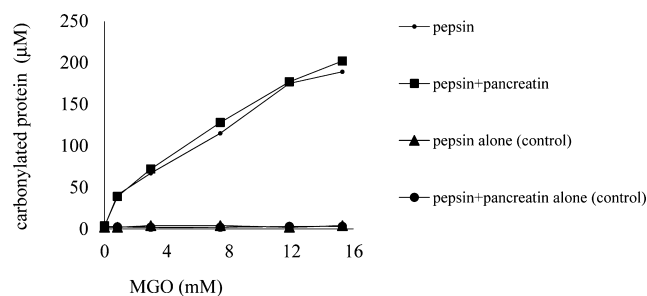 250
200
150
100
50
0
carbonylated protein (µM)
0 4 8 12 16
MGO (mM)
pepsin
pepsin+pancreatin
pepsin alone (control)
pepsin+pancreatin alone (control)